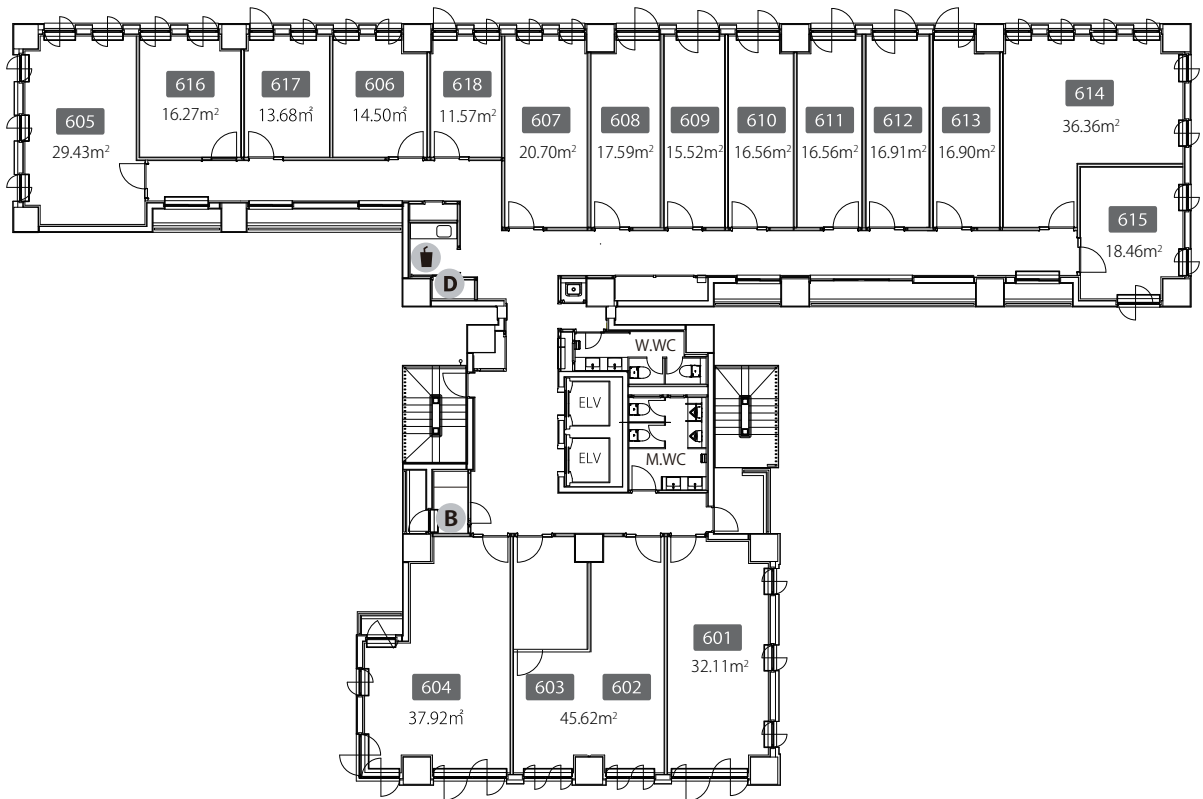 616
16.27m²
617
13.68㎡
606
14.50㎡
618
11.57m²
605
29.43m²
607
20.70m²
608
17.59m²
609
15.52m²
610
16.56m²
611
16.56m²
612
16.91m²
613
16.90m²
614
36.36m²
615
18.46m²
D
W.WC
ELV
ELV
M.WC
B
601
32.11m²
604
37.92㎡
603
602
45.62m²